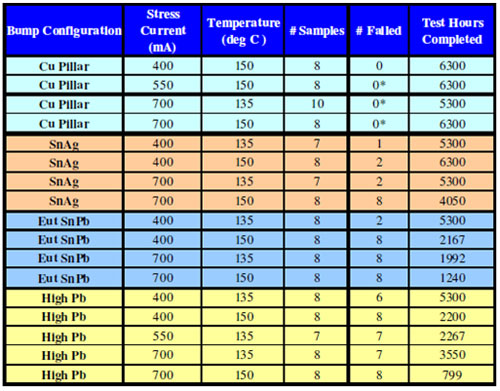 Bump Configuration | Stress Current (mA) | Temperature (deg C ) | # Samples | # Failed | Test Hours Completed
Cu Pillar | 400 | 150 | 8 | 0 | 6300
Cu Pillar | 550 | 150 | 8 | 0* | 6300
Cu Pillar | 700 | 135 | 10 | 0* | 5300
Cu Pillar | 700 | 150 | 8 | 0* | 6300
SnAg | 400 | 135 | 7 | 1 | 5300
SnAg | 400 | 150 | 8 | 2 | 6300
SnAg | 700 | 135 | 7 | 2 | 5300
SnAg | 700 | 150 | 8 | 8 | 4050
Eut SnPb | 400 | 135 | 8 | 2 | 5300
Eut SnPb | 400 | 150 | 8 | 8 | 2167
Eut SnPb | 700 | 135 | 8 | 8 | 1992
Eut SnPb | 700 | 150 | 8 | 8 | 1240
High Pb | 400 | 135 | 8 | 6 | 5300
High Pb | 400 | 150 | 8 | 8 | 2200
High Pb | 550 | 135 | 7 | 7 | 2267
High Pb | 700 | 135 | 8 | 7 | 3550
High Pb | 700 | 150 | 8 | 8 | 799